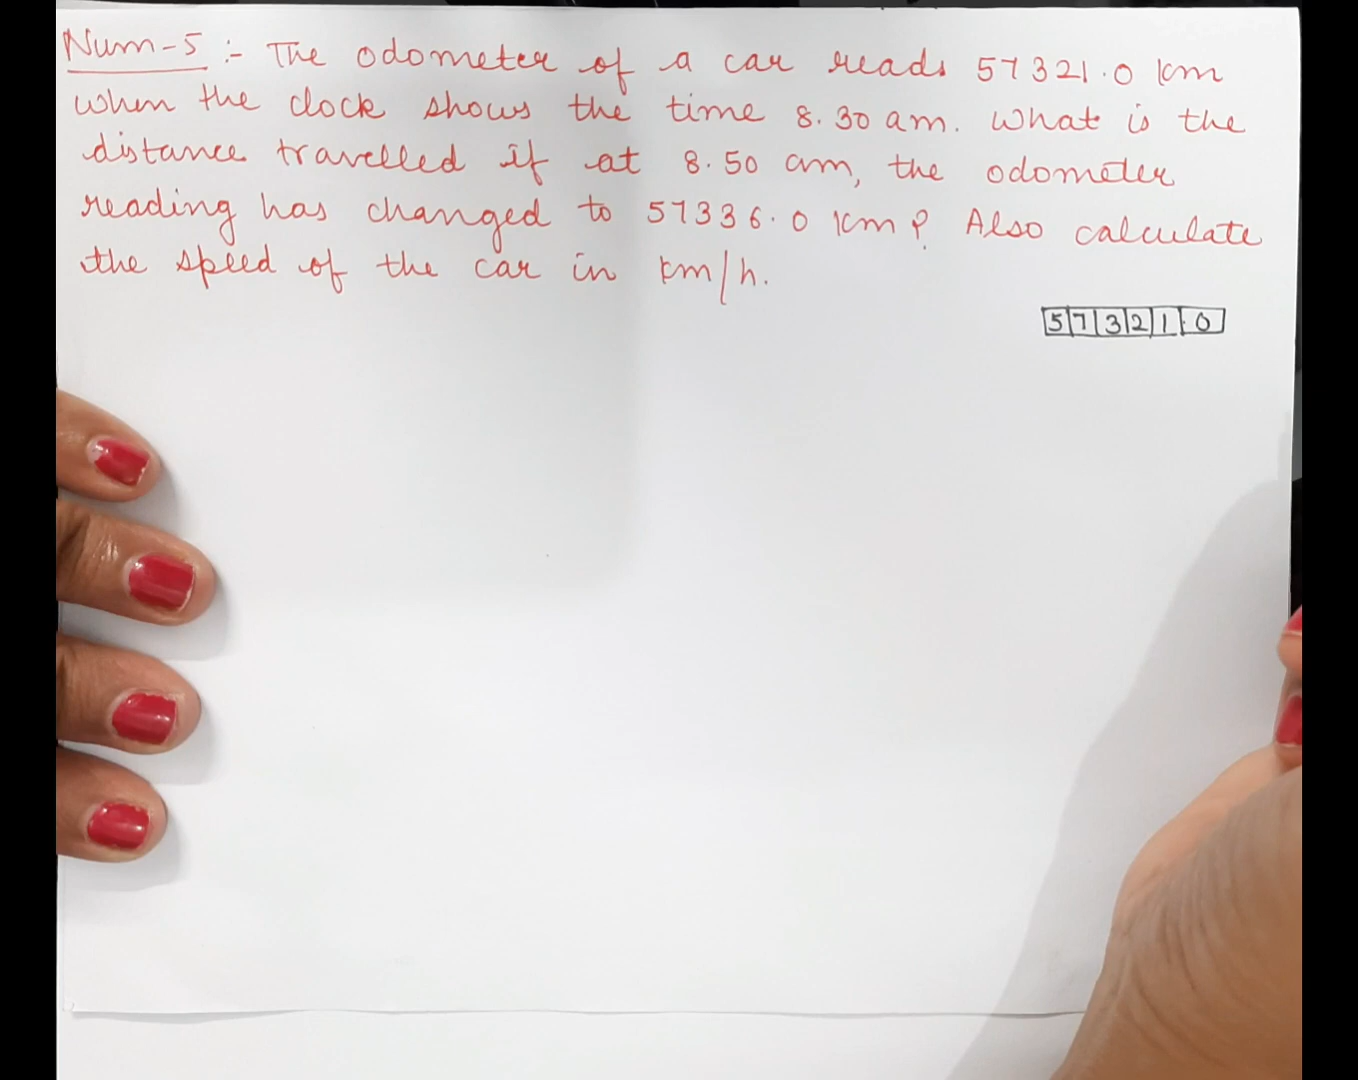 Num-5 :- The odometer of a car reads 57321.0 km
when the clock shows the time 8.30 am. What is the
distance travelled if at 8.50 am, the odometer
reading has changed to 57336.0 km? Also calculate
the speed of the car in km/h.
57321.0